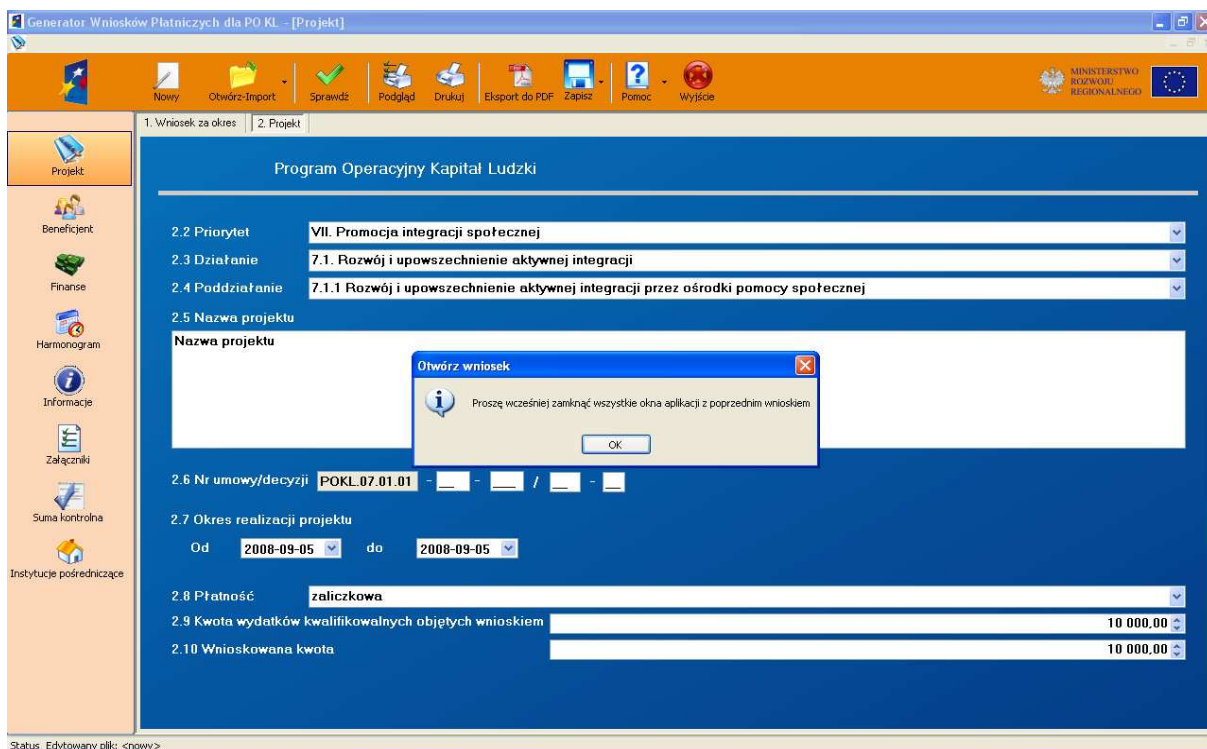 Generator Wniosków Płatniczych dla PO KL - [Projekt]
Nowy
Otwórz-Import
Sprawdź
Podgląd
Drukuj
Eksport do PDF
Zapisz
Pomoc
Wyjście
MINISTERSTWO
ROZWOJU
REGIONALNEGO
1. Wniosek za okres
2. Projekt
Projekt
Beneficjent
Finanse
Harmonogram
Informacje
Załączniki
Suma kontrolna
Instytucje pośredniczące
Program Operacyjny Kapitał Ludzki
2.2 Priorytet VII. Promocja integracji społecznej
2.3 Działanie 7.1. Rozwój i upowszechnienie aktywnej integracji
2.4 Poddziałanie 7.1.1 Rozwój i upowszechnienie aktywnej integracji przez ośrodki pomocy społecznej
2.5 Nazwa projektu
Nazwa projektu
Otwórz wniosek
Proszę wcześniej zamknąć wszystkie okna aplikacji z poprzednim wnioskiem
OK
2.6 Nr umowy/decyzji POKL.07.01.01 - __ - ___ / __ - __
2.7 Okres realizacji projektu
Od 2008-09-05 do 2008-09-05
2.8 Płatność zaliczkowa
2.9 Kwota wydatków kwalifikowalnych objętych wnioskiem 10 000,00
2.10 Wnioskowana kwota 10 000,00
Status Edytowany plik: <nowy>